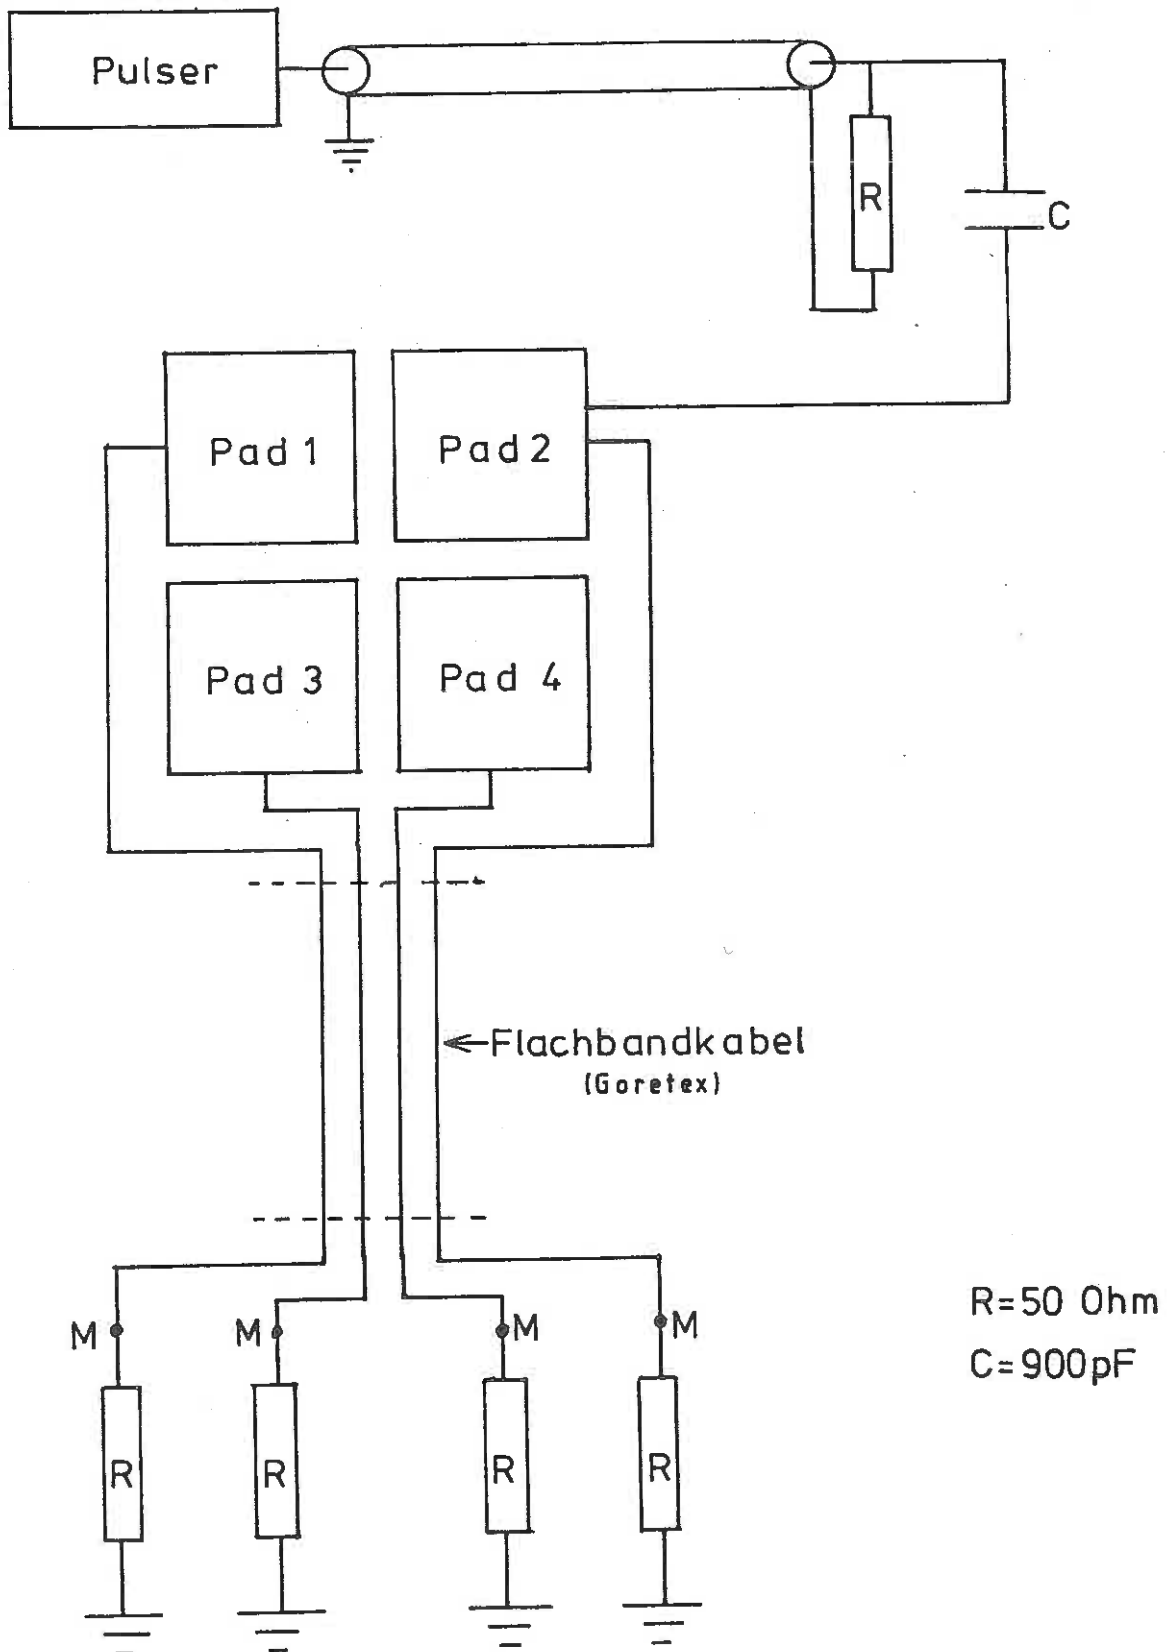 Pulser
R
C
Pad 1
Pad 2
Pad 3
Pad 4
Flachbandkabel
(Goretex)
M
M
M
M
R=50 Ohm
C=900pF
R
R
R
R